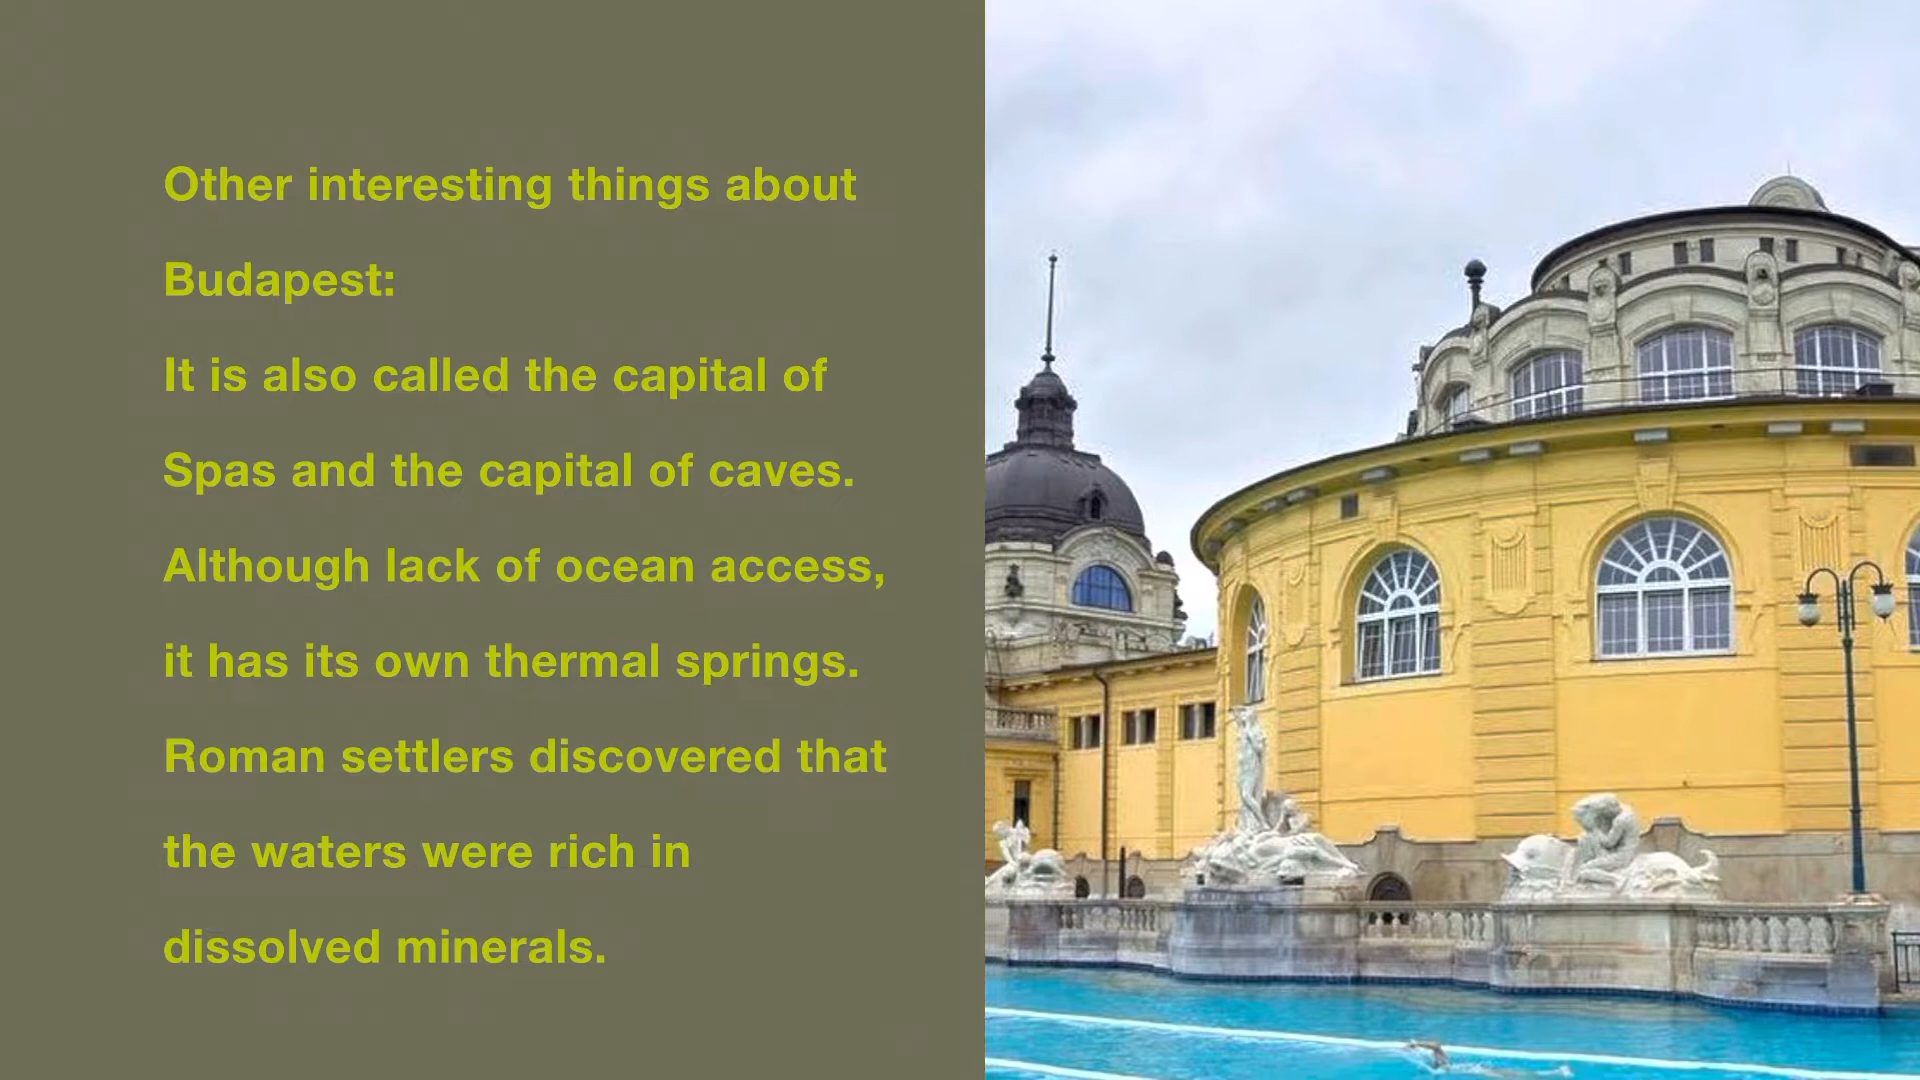 Other interesting things about
Budapest:
It is also called the capital of
Spas and the capital of caves.
Although lack of ocean access,
it has its own thermal springs.
Roman settlers discovered that
the waters were rich in
dissolved minerals.